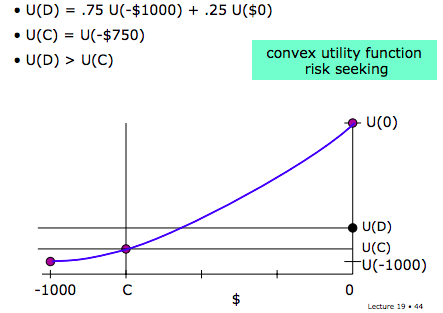 • U(D) = .75 U(-$1000) + .25 U($0)
• U(C) = U(-$750)
• U(D) > U(C)
convex utility function
risk seeking
U(0)
U(D)
U(C)
U(-1000)
-1000
C
0
$
Lecture 19 • 44